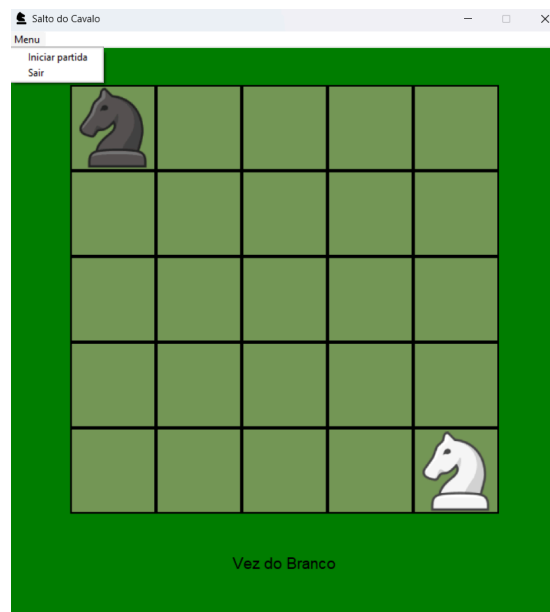 Salto do Cavalo
Menu
Iniciar partida
Sair
Vez do Branco